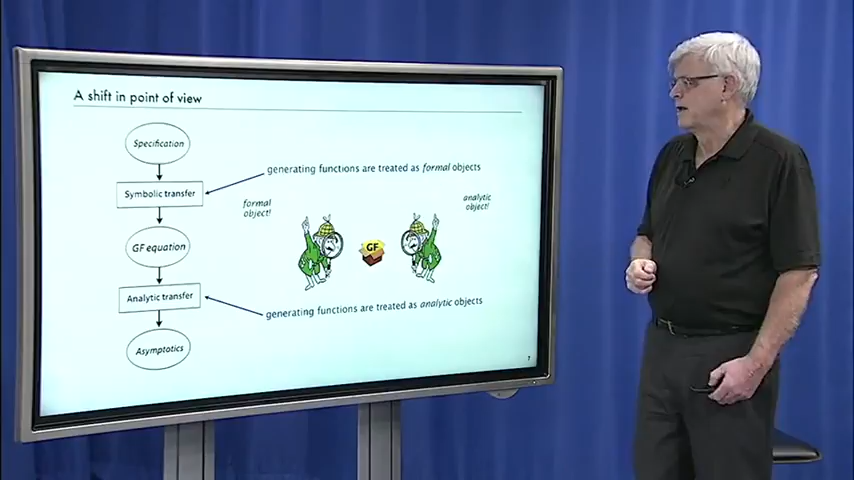 A shift in point of view
Specification
generating functions are treated as formal objects
Symbolic transfer
formal
object!
analytic
object!
GF equation
GF
Analytic transfer
generating functions are treated as analytic objects
Asymptotics
7